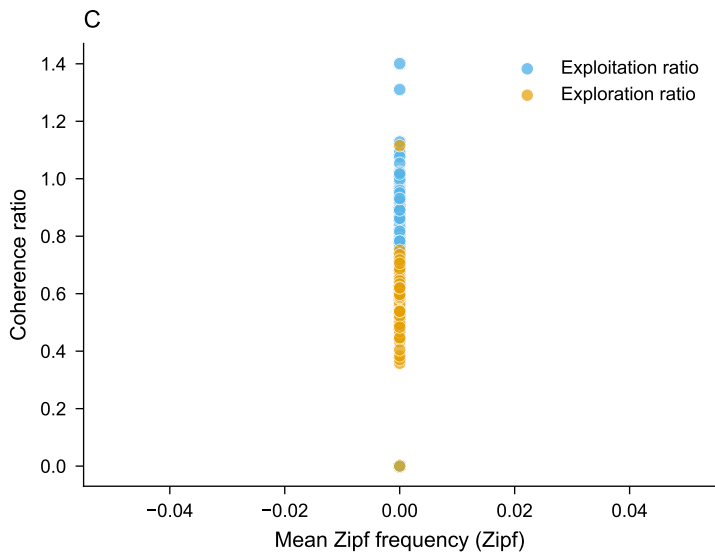 C
Coherence ratio
1.4
1.2
1.0
0.8
0.6
0.4
0.2
0.0
Exploitation ratio
Exploration ratio
−0.04
−0.02
0.00
0.02
0.04
Mean Zipf frequency (Zipf)